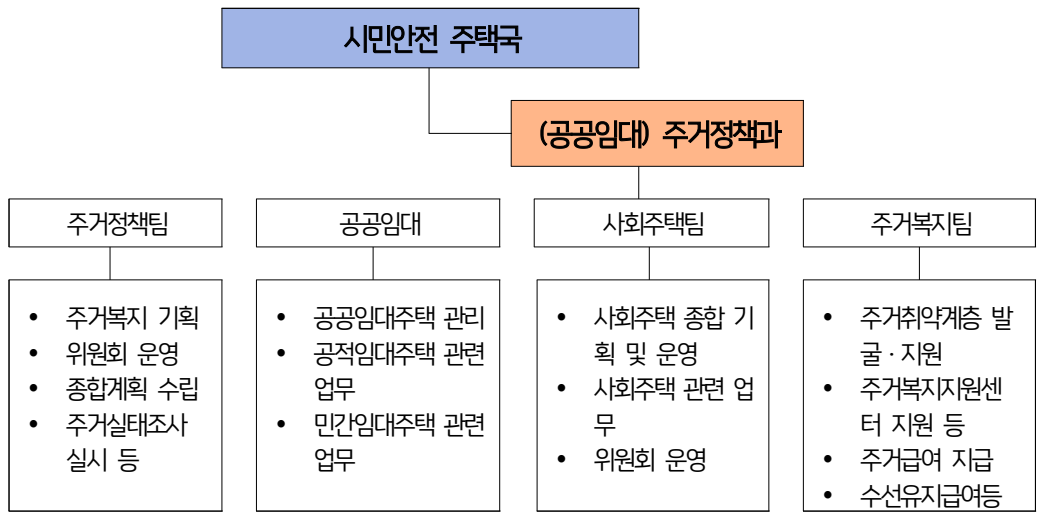 시민안전 주택국
(공공임대) 주거정책과
주거정책팀
공공임대
사회주택팀
주거복지팀
• 주거복지 기획
• 위원회 운영
• 종합계획 수립
• 주거실태조사
실시 등
• 공공임대주택 관리
• 공적임대주택 관련
업무
• 민간임대주택 관련
업무
• 사회주택 종합 기
획 및 운영
• 사회주택 관련 업
무
• 위원회 운영
• 주거취약계층 발
굴·지원
• 주거복지지원센
터 지원 등
• 주거급여 지급
• 수선유지급여등